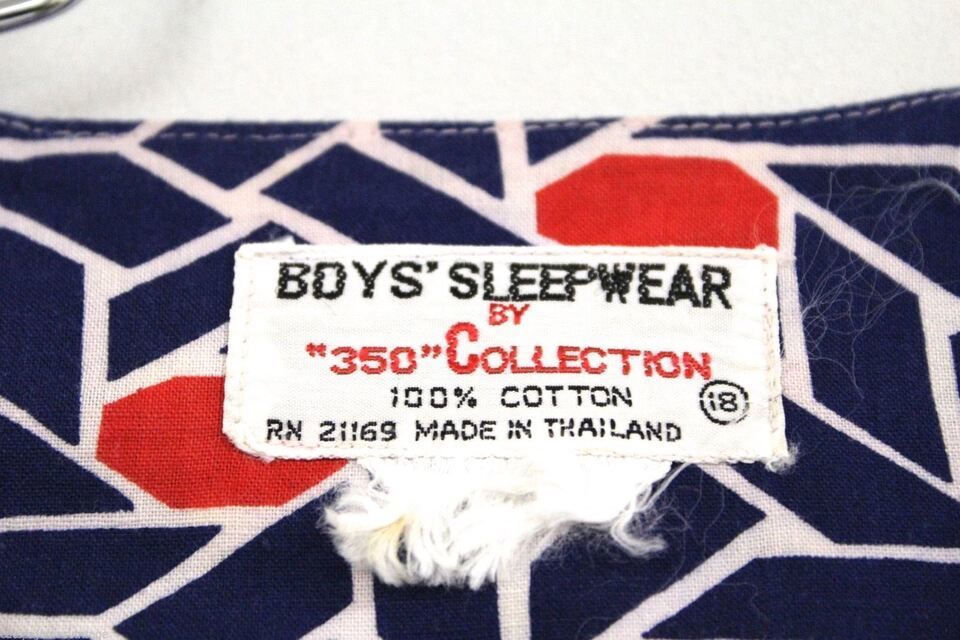 BOYS' SLEEPWEAR
BY
"350" COLLECTION
100% COTTON
18
RN 21169 MADE IN THAILAND